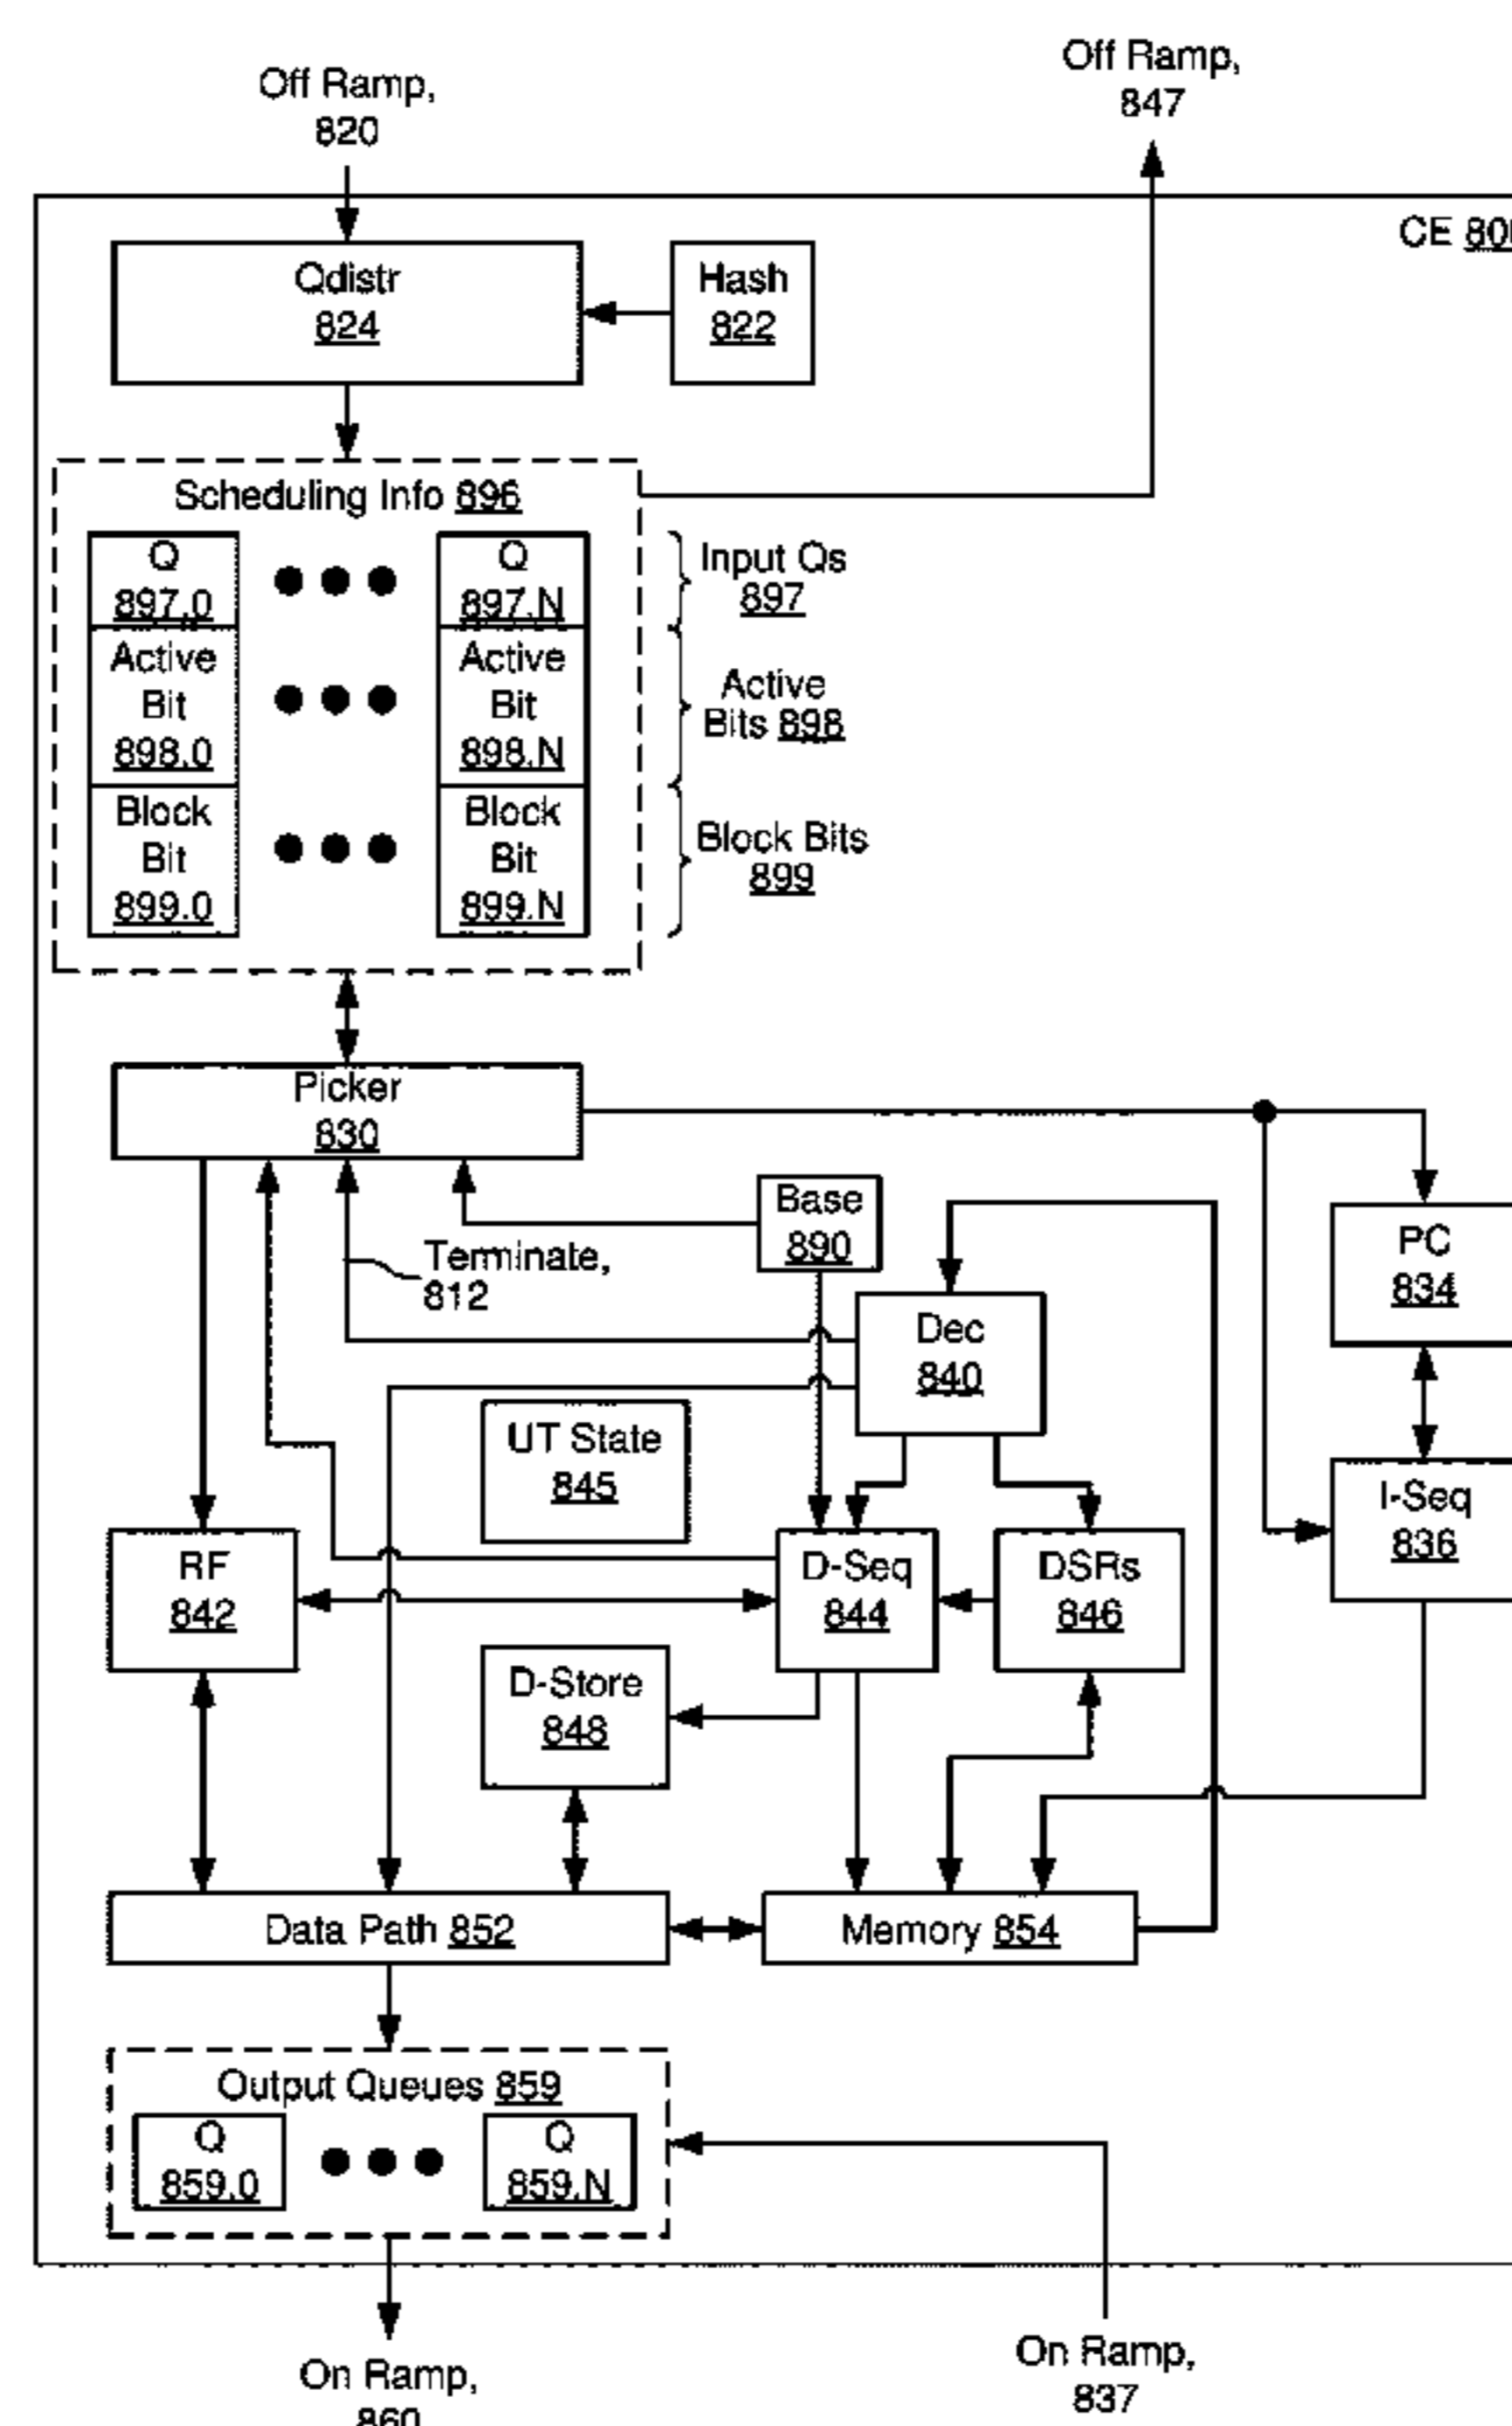 Off Ramp,
820
Off Ramp,
847
CE
Qdistr
824
Hash
822
Scheduling Info 896
Q
897.0
Q
897.N
Input Qs
897
Active
Bit
898.0
Active
Bit
898.N
Active
Bits 898
Block
Bit
899.0
Block
Bit
899.N
Block Bits
899
Picker
830
Base
890
Terminate,
812
PC
834
Dec
840
UT State
845
I-Seq
836
RF
842
D-Seq
844
DSRs
846
D-Store
848
Data Path 852
Memory 854
Output Queues 859
Q
859.0
Q
859.N
On Ramp,
860
On Ramp,
837